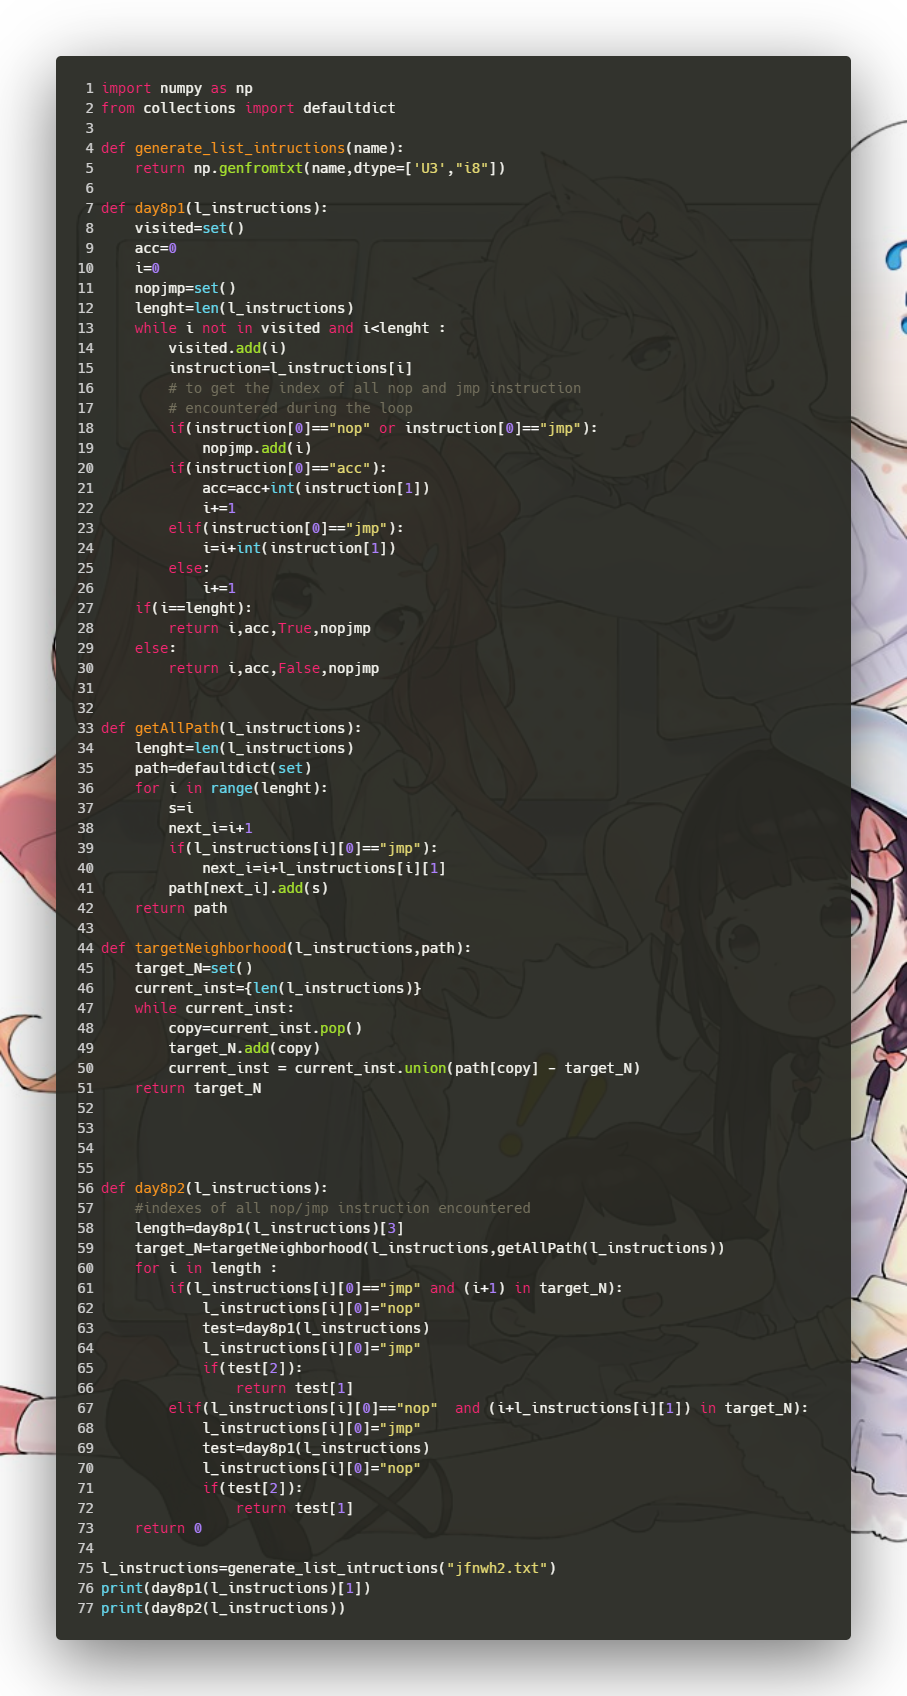 1 import numpy as np
2 from collections import defaultdict
3
4 def generate_list_intructions(name):
5     return np.genfromtxt(name,dtype=['U3',"i8"])
6
7 def day8p1(l_instructions):
8     visited=set()
9     acc=0
10     i=0
11     nopjmp=set()
12     lenght=len(l_instructions)
13     while i not in visited and i<lenght :
14         visited.add(i)
15         instruction=l_instructions[i]
16         # to get the index of all nop and jmp instruction
17         # encountered during the loop
18         if(instruction[0]=="nop" or instruction[0]=="jmp"):
19             nopjmp.add(i)
20         if(instruction[0]=="acc"):
21             acc=acc+int(instruction[1])
22             i+=1
23         elif(instruction[0]=="jmp"):
24             i=i+int(instruction[1])
25         else:
26             i+=1
27     if(i==lenght):
28         return i,acc,True,nopjmp
29     else:
30         return i,acc,False,nopjmp
31
32
33 def getAllPath(l_instructions):
34     lenght=len(l_instructions)
35     path=defaultdict(set)
36     for i in range(lenght):
37         s=i
38         next_i=i+1
39         if(l_instructions[i][0]=="jmp"):
40             next_i=i+l_instructions[i][1]
41         path[next_i].add(s)
42     return path
43
44 def targetNeighborhood(l_instructions,path):
45     target_N=set()
46     current_inst={len(l_instructions)}
47     while current_inst:
48         copy=current_inst.pop()
49         target_N.add(copy)
50         current_inst = current_inst.union(path[copy] - target_N)
51     return target_N
52
53
54
55
56 def day8p2(l_instructions):
57     #indexes of all nop/jmp instruction encountered
58     length=day8p1(l_instructions)[3]
59     target_N=targetNeighborhood(l_instructions,getAllPath(l_instructions))
60     for i in length :
61         if(l_instructions[i][0]=="jmp" and (i+1) in target_N):
62             l_instructions[i][0]="nop"
63             test=day8p1(l_instructions)
64             l_instructions[i][0]="jmp"
65             if(test[2]):
66                 return test[1]
67         elif(l_instructions[i][0]=="nop"  and (i+l_instructions[i][1]) in target_N):
68             l_instructions[i][0]="jmp"
69             test=day8p1(l_instructions)
70             l_instructions[i][0]="nop"
71             if(test[2]):
72                 return test[1]
73     return 0
74
75 l_instructions=generate_list_intructions("jfnwh2.txt")
76 print(day8p1(l_instructions)[1])
77 print(day8p2(l_instructions))